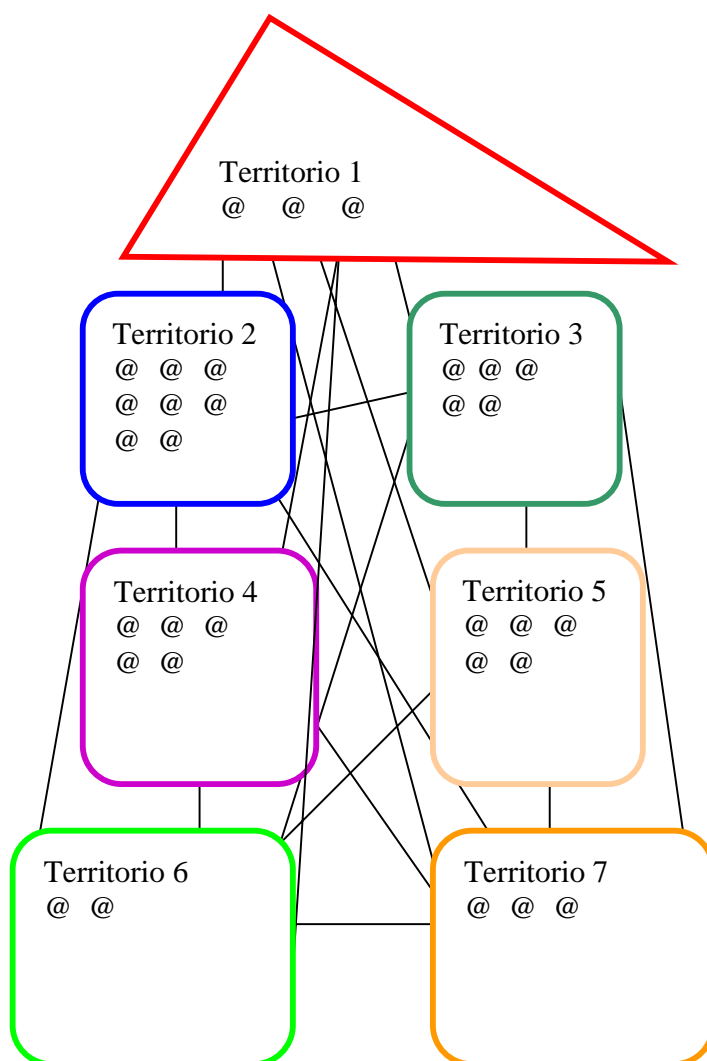 Territorio 1
@ @ @
Territorio 2
@ @ @
@ @ @
@ @
Territorio 3
@ @ @
@ @
Territorio 4
@ @ @
@ @
Territorio 5
@ @ @
@ @
Territorio 6
@ @
Territorio 7
@ @ @